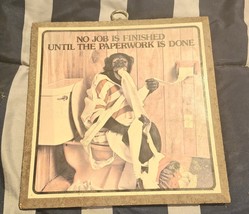 NO JOB IS FINISHED
UNTIL THE PAPERWORK IS DONE